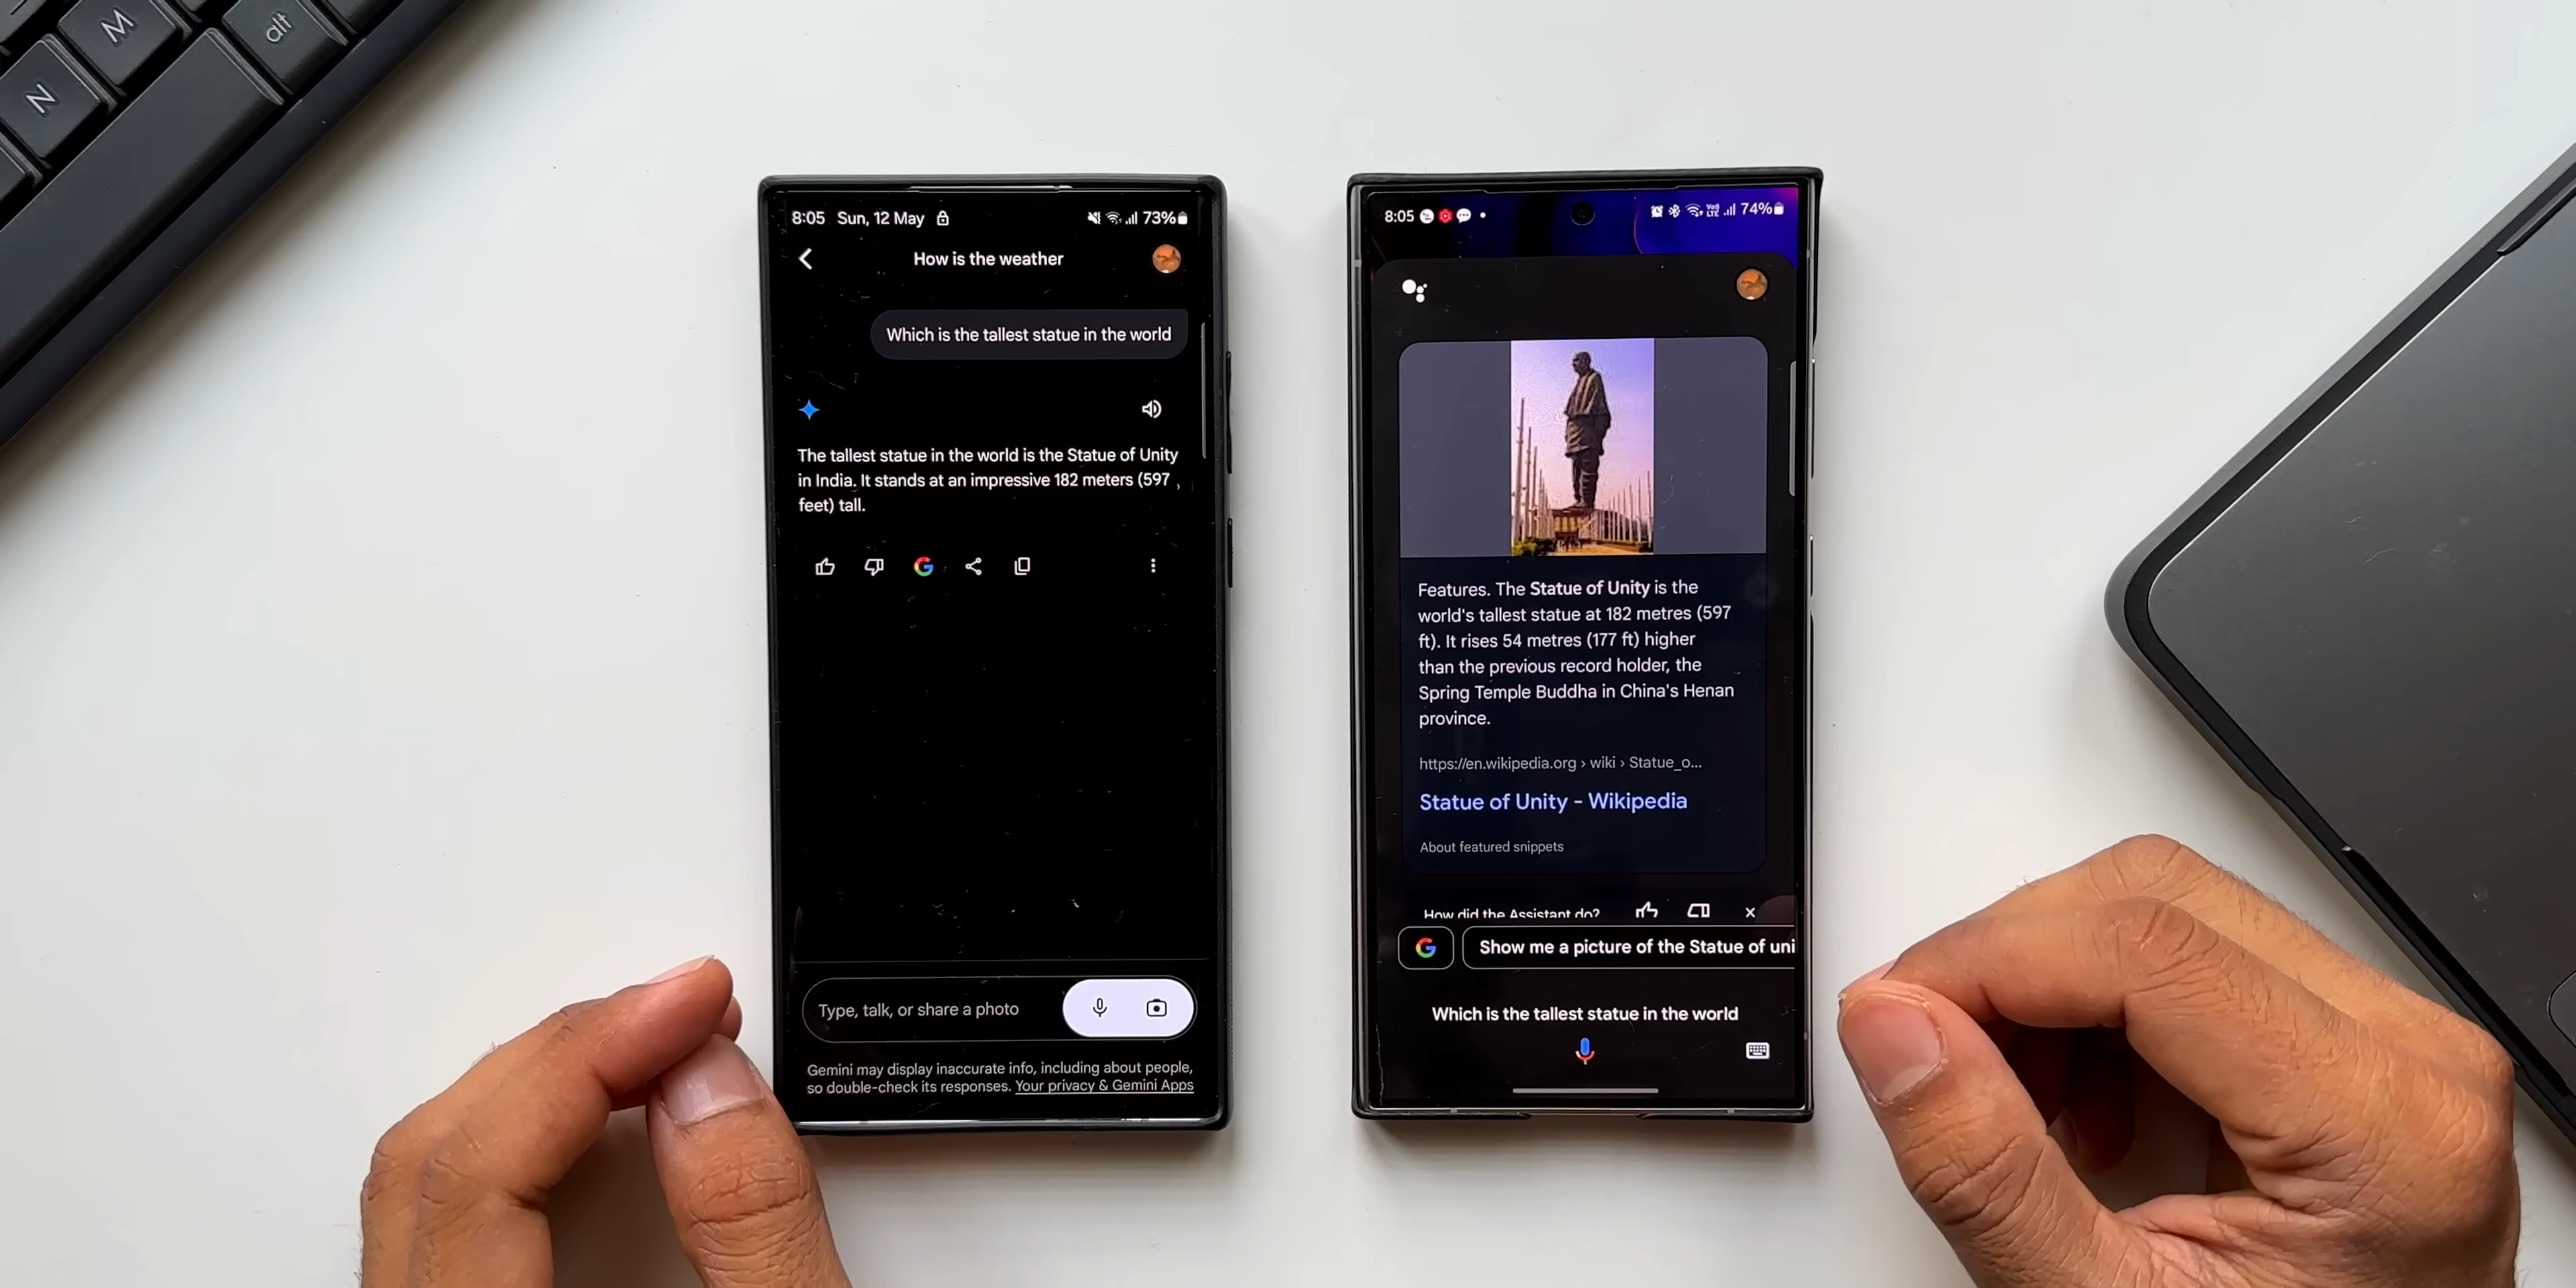 M
N
alt
8:05 Sun, 12 May
73%
How is the weather
Which is the tallest statue in the world
The tallest statue in the world is the Statue of Unity
in India. It stands at an impressive 182 meters (597
feet) tall.
Type, talk, or share a photo
Gemini may display inaccurate info, including about people,
so double-check its responses. Your privacy & Gemini Apps
8:05
74%
Features. The Statue of Unity is the
world's tallest statue at 182 metres (597
ft). It rises 54 metres (177 ft) higher
than the previous record holder, the
Spring Temple Buddha in China's Henan
province.
https://en.wikipedia.org › wiki › Statue_o...
Statue of Unity - Wikipedia
About featured snippets
How did the Assistant do?
G
Show me a picture of the Statue of uni
Which is the tallest statue in the world